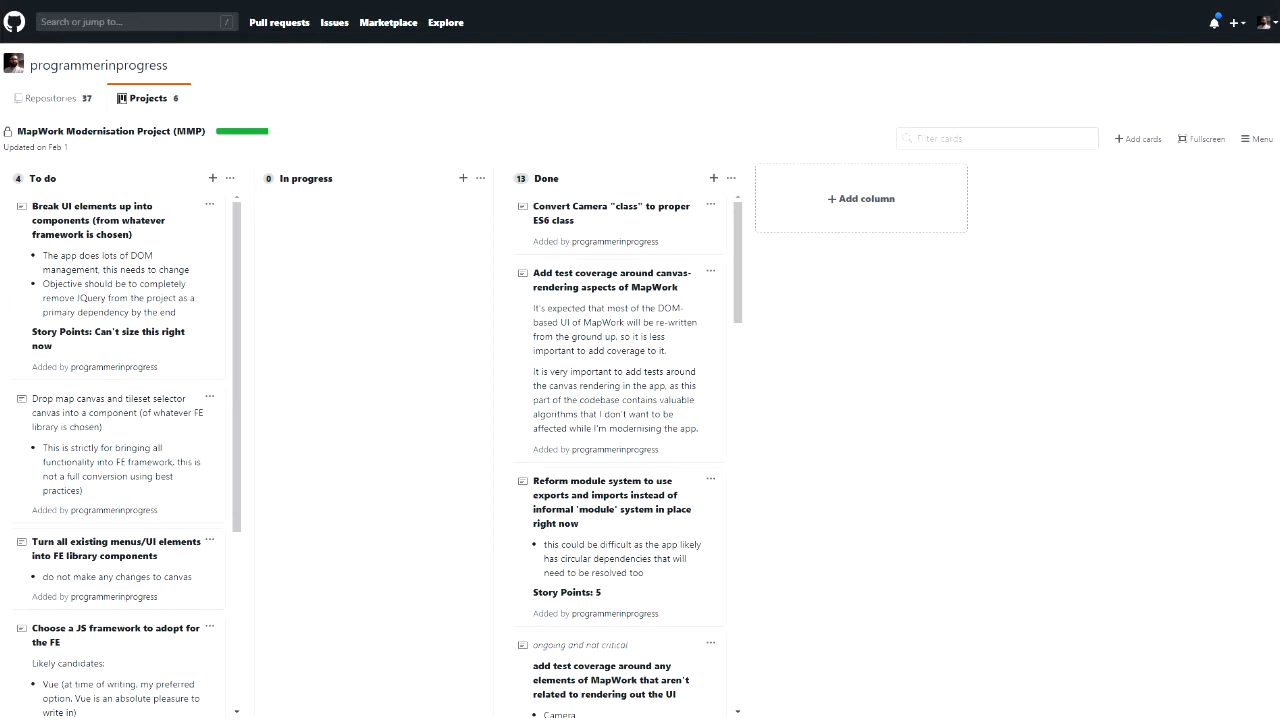 Search or jump to... /
Pull requests Issues Marketplace Explore
programmerinprogress
Repositories 37 Projects 6
MapWork Modernisation Project (MMP)
Updated on Feb 1
Filter cards
+ Add cards Fullscreen Menu
4 To do
Break UI elements up into
components (from whatever
framework is chosen)
• The app does lots of DOM
management, this needs to change
• Objective should be to completely
remove JQuery from the project as a
primary dependency by the end
Story Points: Can't size this right
now
Added by programmerinprogress
Drop map canvas and tileset selector
canvas into a component (of whatever FE
library is chosen)
• This is strictly for bringing all
functionality into FE framework, this is
not a full conversion using best
practices)
Added by programmerinprogress
Turn all existing menus/UI elements
into FE library components
• do not make any changes to canvas
Added by programmerinprogress
Choose a JS framework to adopt for
the FE
Likely candidates:
• Vue (at time of writing, my preferred
option, Vue is an absolute pleasure to
write in)
0 In progress
13 Done
Convert Camera "class" to proper
ES6 class
Added by programmerinprogress
Add test coverage around canvas-
rendering aspects of MapWork
It's expected that most of the DOM-
based UI of MapWork will be re-written
from the ground up, so it is less
important to add coverage to it.
It is very important to add tests around
the canvas rendering in the app, as this
part of the codebase contains valuable
algorithms that I don't want to be
affected while I'm modernising the app.
Added by programmerinprogress
Reform module system to use
exports and imports instead of
informal 'module' system in place
right now
• this could be difficult as the app likely
has circular dependencies that will
need to be resolved too
Story Points: 5
Added by programmerinprogress
ongoing and not critical
add test coverage around any
elements of MapWork that aren't
related to rendering out the UI
• Camera
+ Add column